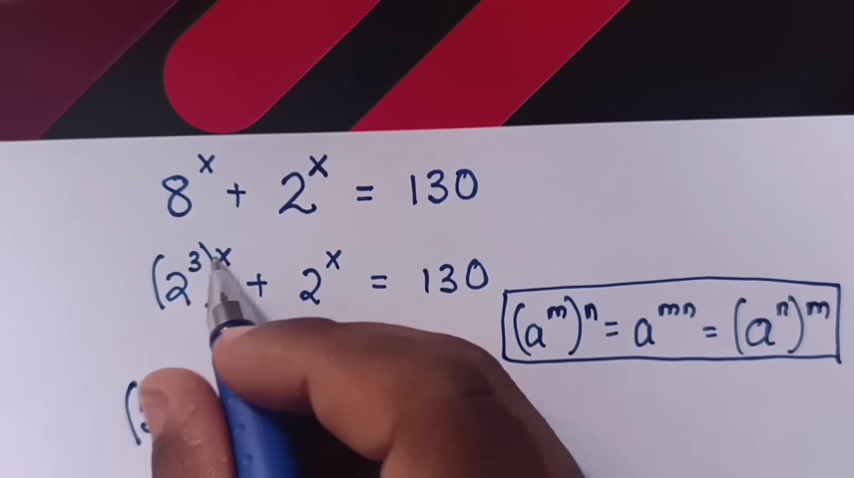 8^x + 2^x = 130
(2^3)^x + 2^x = 130
(a^m)^n = a^mn = (a^n)^m
(